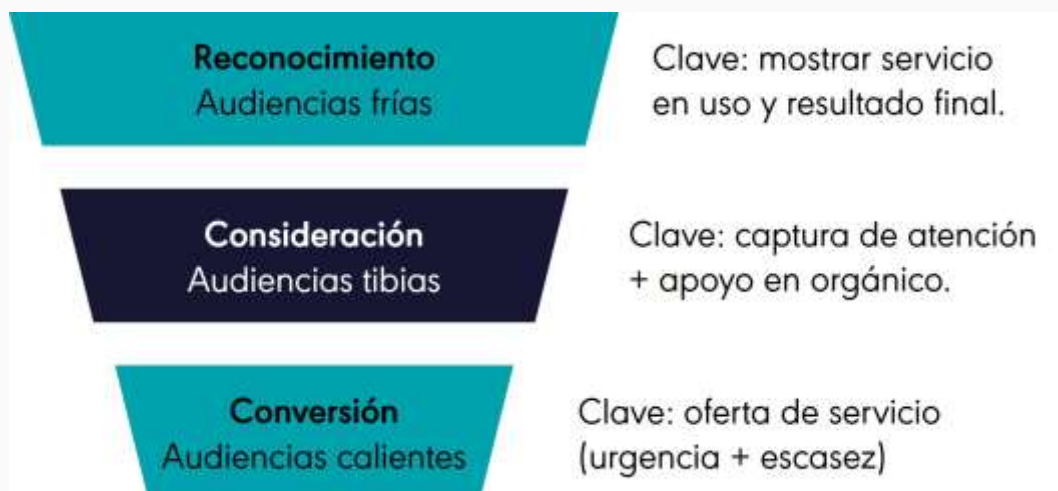 Reconocimiento
Audiencias frías
Clave: mostrar servicio
en uso y resultado final.
Consideración
Audiencias tibias
Clave: captura de atención
+ apoyo en orgánico.
Conversión
Audiencias calientes
Clave: oferta de servicio
(urgencia + escasez)